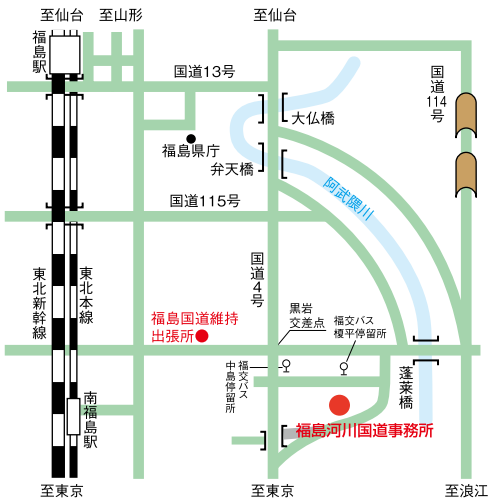 至仙台
至山形
至仙台
福島駅
国道13号
国道114号
大仏橋
福島県庁
弁天橋
阿武隈川
国道115号
国道4号
東北新幹線
東北本線
黒岩
交差点
福交バス
榎平停留所
福島国道維持
出張所
福交バス
中島停留所
蓬莱橋
南福島駅
福島河川国道事務所
至東京
至東京
至浪江